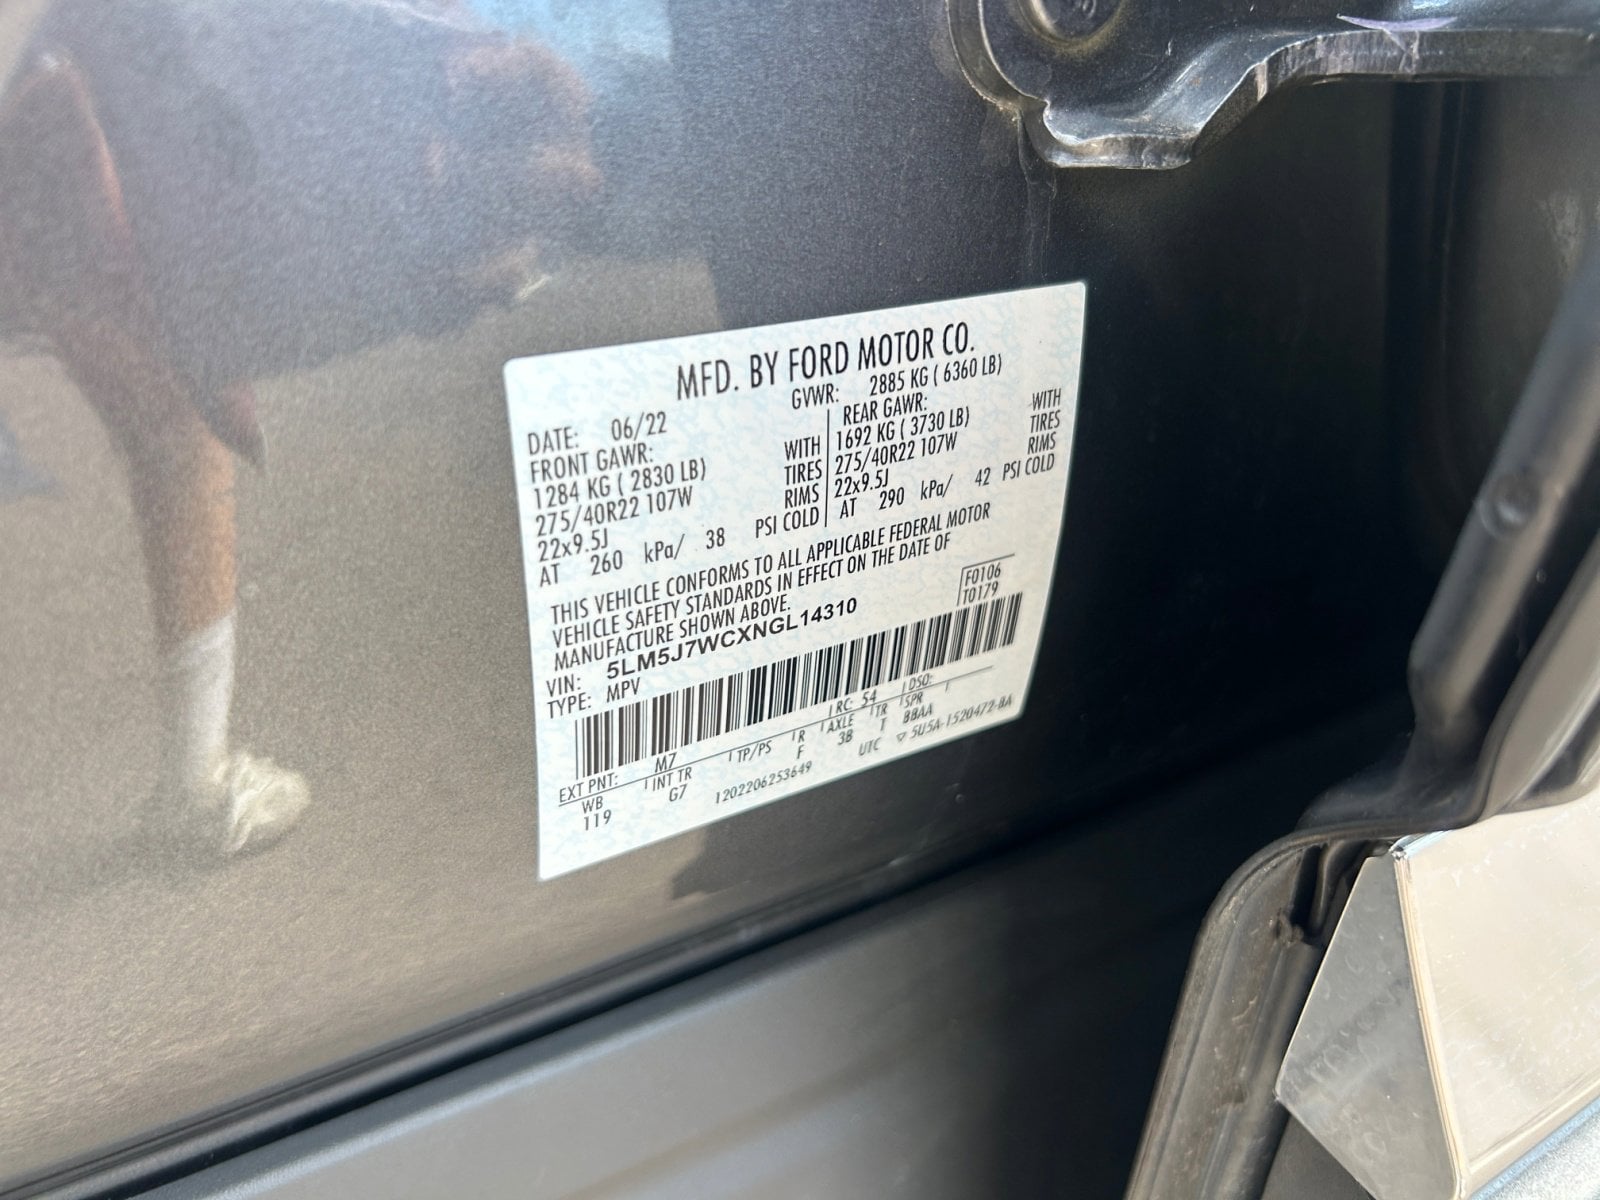 MFD. BY FORD MOTOR CO.
DATE: 06/22 GVWR: 2885 KG ( 6360 LB)
FRONT GAWR: REAR GAWR:
1284 KG ( 2830 LB) WITH 1692 KG ( 3730 LB) WITH
275/40R22 107W TIRES 275/40R22 107W TIRES
22x9.5J RIMS 22x9.5J RIMS
AT 260 kPa/ 38 PSI COLD AT 290 kPa/ 42 PSI COLD
THIS VEHICLE CONFORMS TO ALL APPLICABLE FEDERAL MOTOR
VEHICLE SAFETY STANDARDS IN EFFECT ON THE DATE OF
MANUFACTURE SHOWN ABOVE.
F0106
T0179
VIN: 5LM5J7WCXNGL14310
TYPE: MPV
EXT PNT: M7 RC: 54 DSO:
WB INT TR TP/PS R AXLE TR SPR
119 G7 F 3B T BBAA
1202206253649 UTC ▽ 5U5A-1520472-BA